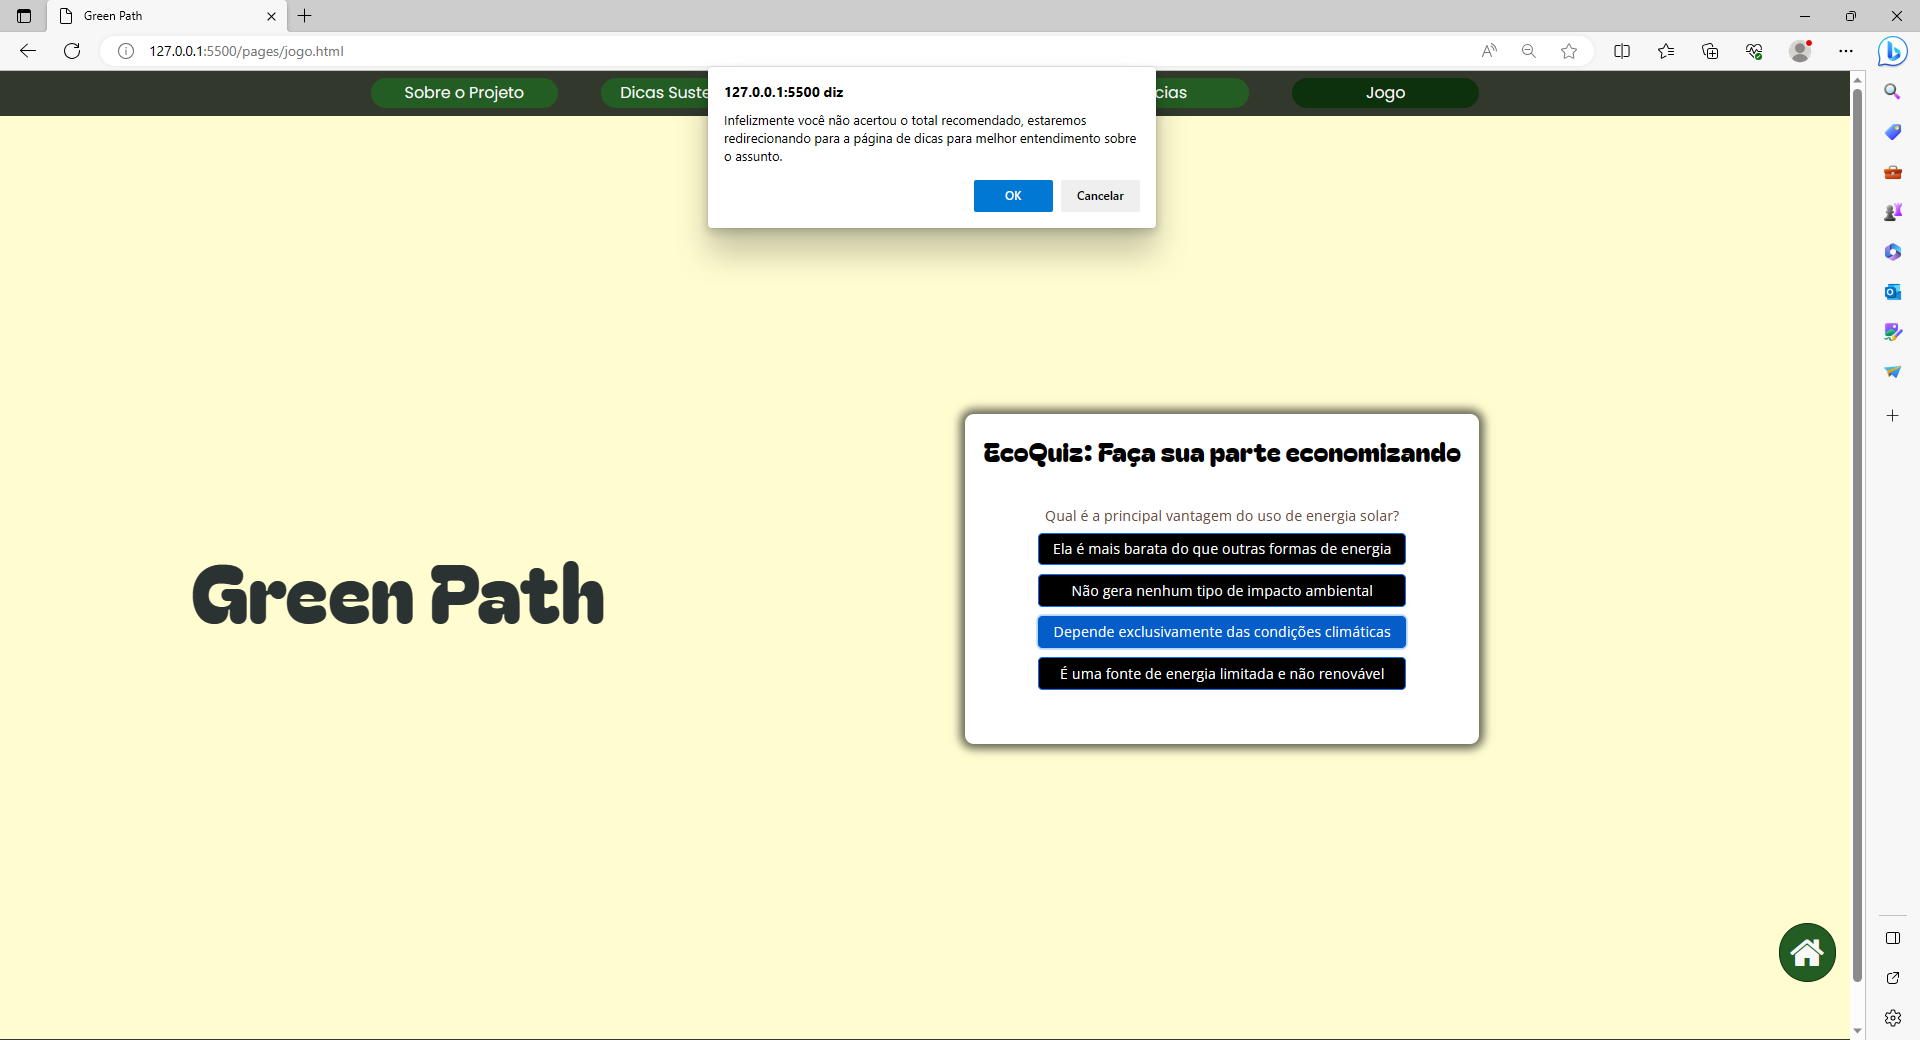 Green Path
127.0.0.1:5500/pages/jogo.html
Sobre o Projeto
Dicas Suste
cias
Jogo
127.0.0.1:5500 diz
Infelizmente você não acertou o total recomendado, estaremos
redirecionando para a página de dicas para melhor entendimento sobre
o assunto.
OK
Cancelar
Green Path
EcoQuiz: Faça sua parte economizando
Qual é a principal vantagem do uso de energia solar?
Ela é mais barata do que outras formas de energia
Não gera nenhum tipo de impacto ambiental
Depende exclusivamente das condições climáticas
É uma fonte de energia limitada e não renovável